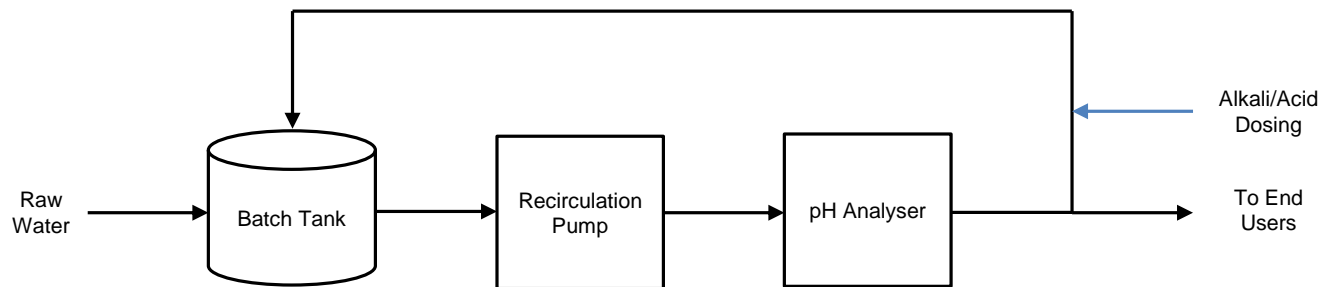 Alkali/Acid
Dosing
Raw
Water
Batch Tank
Recirculation
Pump
pH Analyser
To End
Users